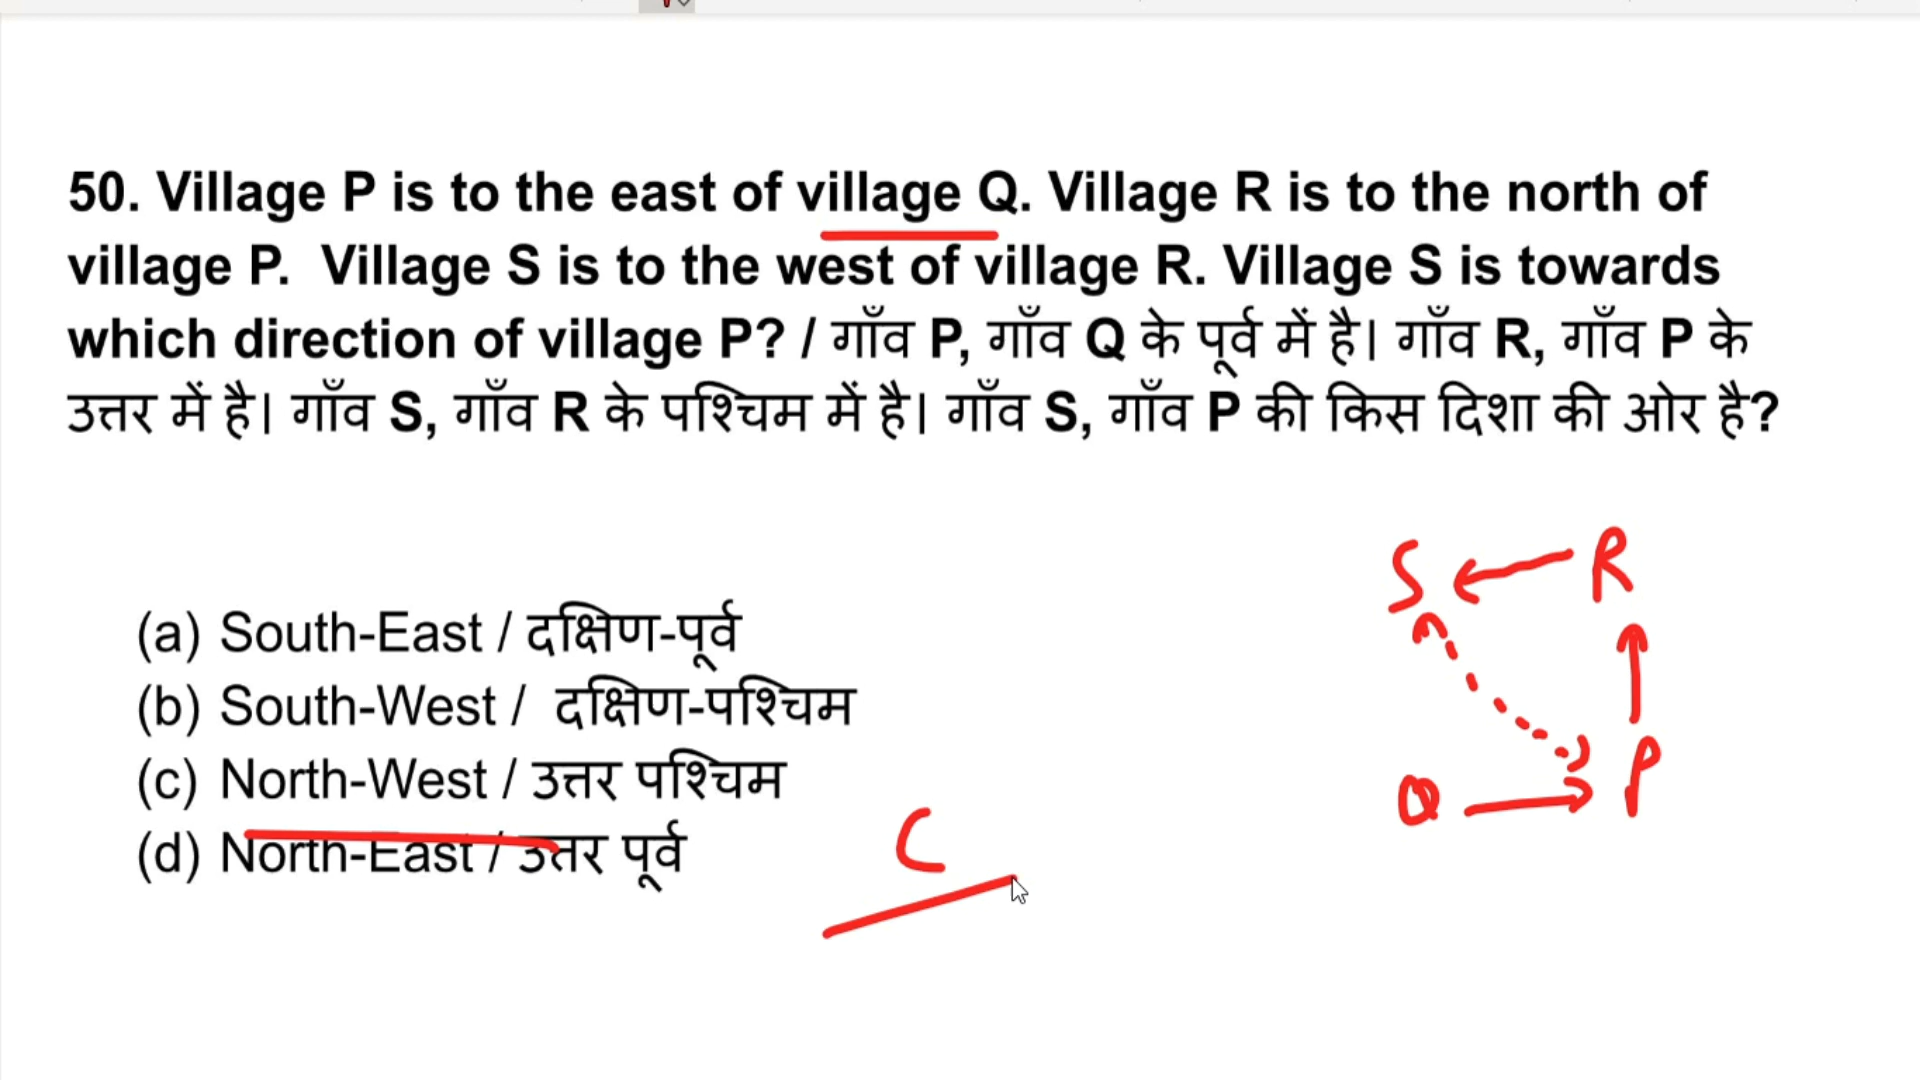 50. Village P is to the east of village Q. Village R is to the north of
village P. Village S is to the west of village R. Village S is towards
which direction of village P? / गाँव P, गाँव Q के पूर्व में है। गाँव R, गाँव P के
उत्तर में है। गाँव S, गाँव R के पश्चिम में है। गाँव S, गाँव P की किस दिशा की ओर है?
S R
(a) South-East / दक्षिण-पूर्व
(b) South-West / दक्षिण-पश्चिम
(c) North-West / उत्तर पश्चिम
Q P
(d) North-East / उत्तर पूर्व
C